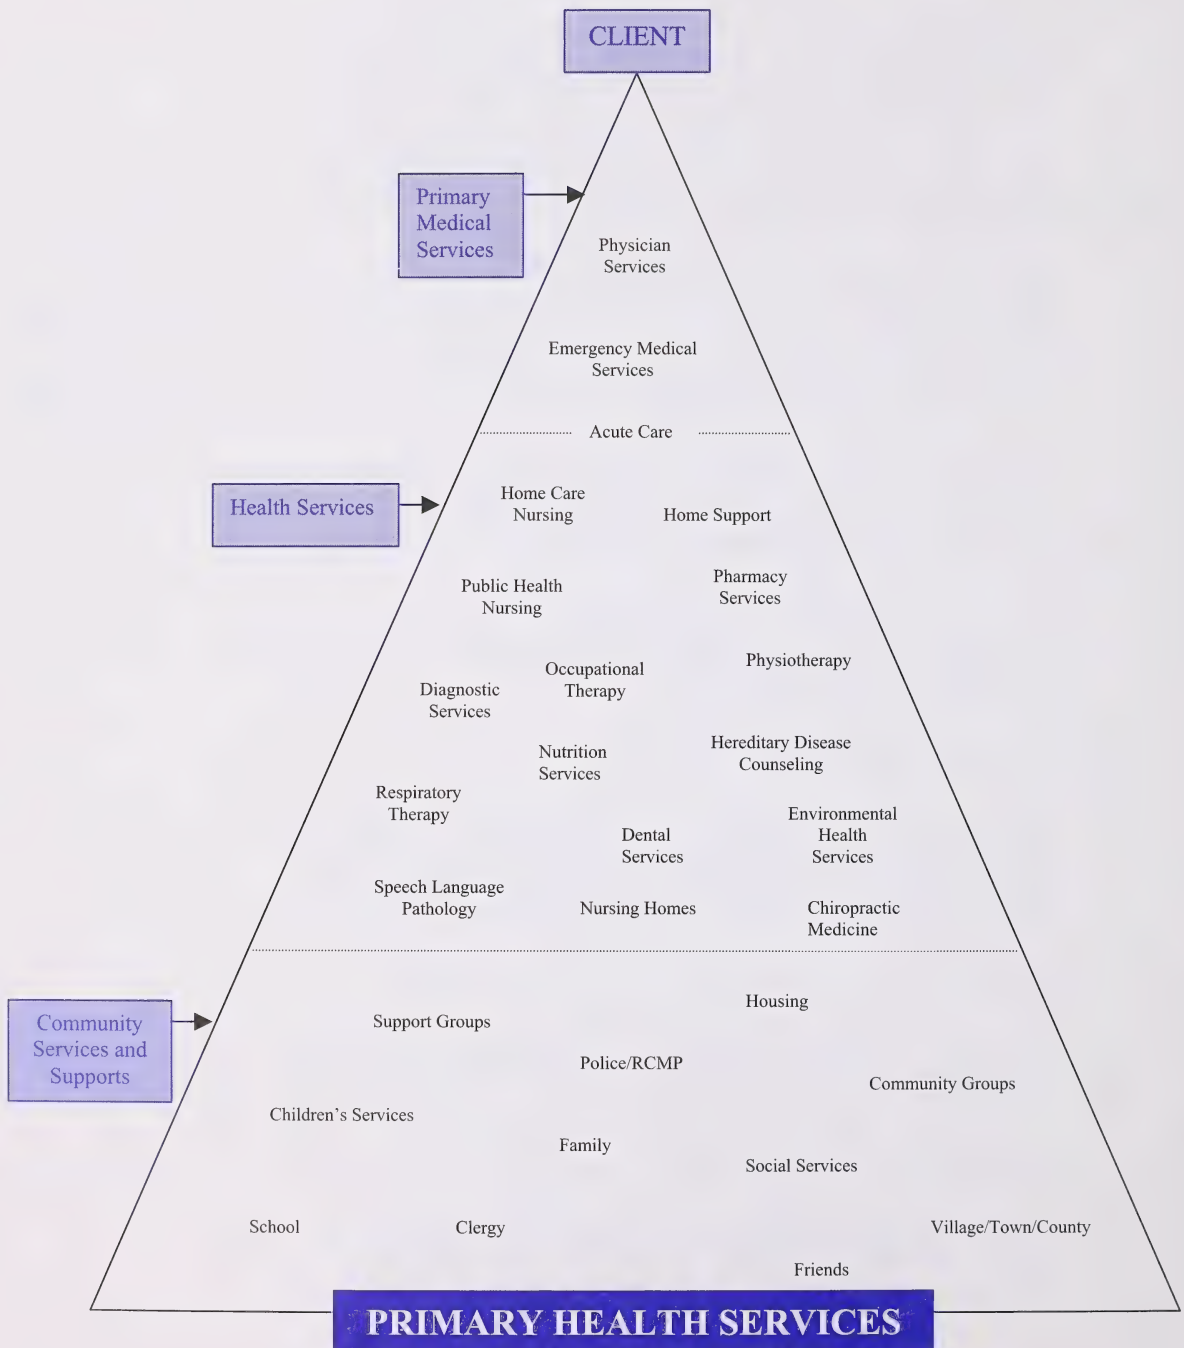 CLIENT
Primary
Medical
Services
Physician
Services
Emergency Medical
Services
Acute Care
Health Services
Home Care
Nursing
Home Support
Public Health
Nursing
Pharmacy
Services
Occupational
Therapy
Physiotherapy
Diagnostic
Services
Nutrition
Services
Hereditary Disease
Counseling
Respiratory
Therapy
Dental
Services
Environmental
Health
Services
Speech Language
Pathology
Nursing Homes
Chiropractic
Medicine
Community
Services and
Supports
Support Groups
Housing
Police/RCMP
Community Groups
Children's Services
Family
Social Services
School
Clergy
Village/Town/County
Friends
PRIMARY HEALTH SERVICES